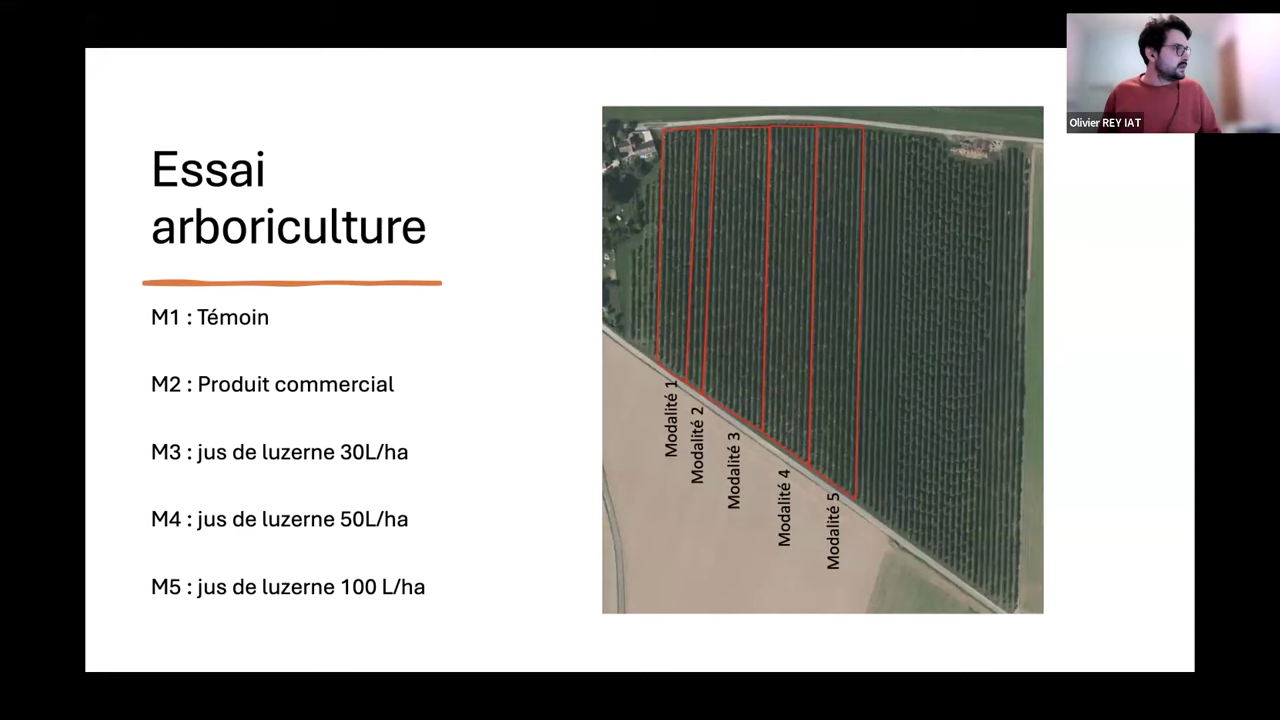 Essai
arboriculture
M1 : Témoin
M2 : Produit commercial
M3 : jus de luzerne 30L/ha
M4 : jus de luzerne 50L/ha
M5 : jus de luzerne 100 L/ha
Modalité 1
Modalité 2
Modalité 3
Modalité 4
Modalité 5
Olivier REY IAT